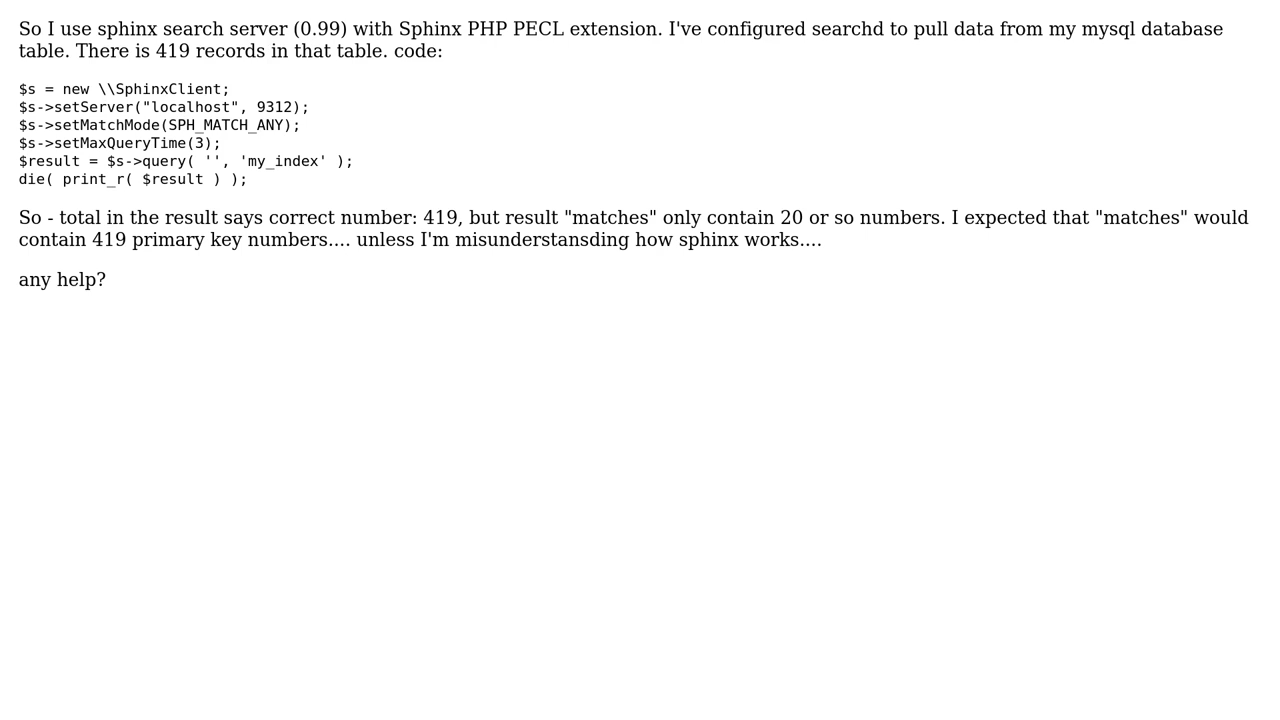 So I use sphinx search server (0.99) with Sphinx PHP PECL extension. I've configured searchd to pull data from my mysql database
table. There is 419 records in that table. code:
$s = new \\SphinxClient;
$s->setServer("localhost", 9312);
$s->setMatchMode(SPH_MATCH_ANY);
$s->setMaxQueryTime(3);
$result = $s->query( '', 'my_index' );
die( print_r( $result ) );
So - total in the result says correct number: 419, but result "matches" only contain 20 or so numbers. I expected that "matches" would
contain 419 primary key numbers.... unless I'm misunderstansding how sphinx works....
any help?